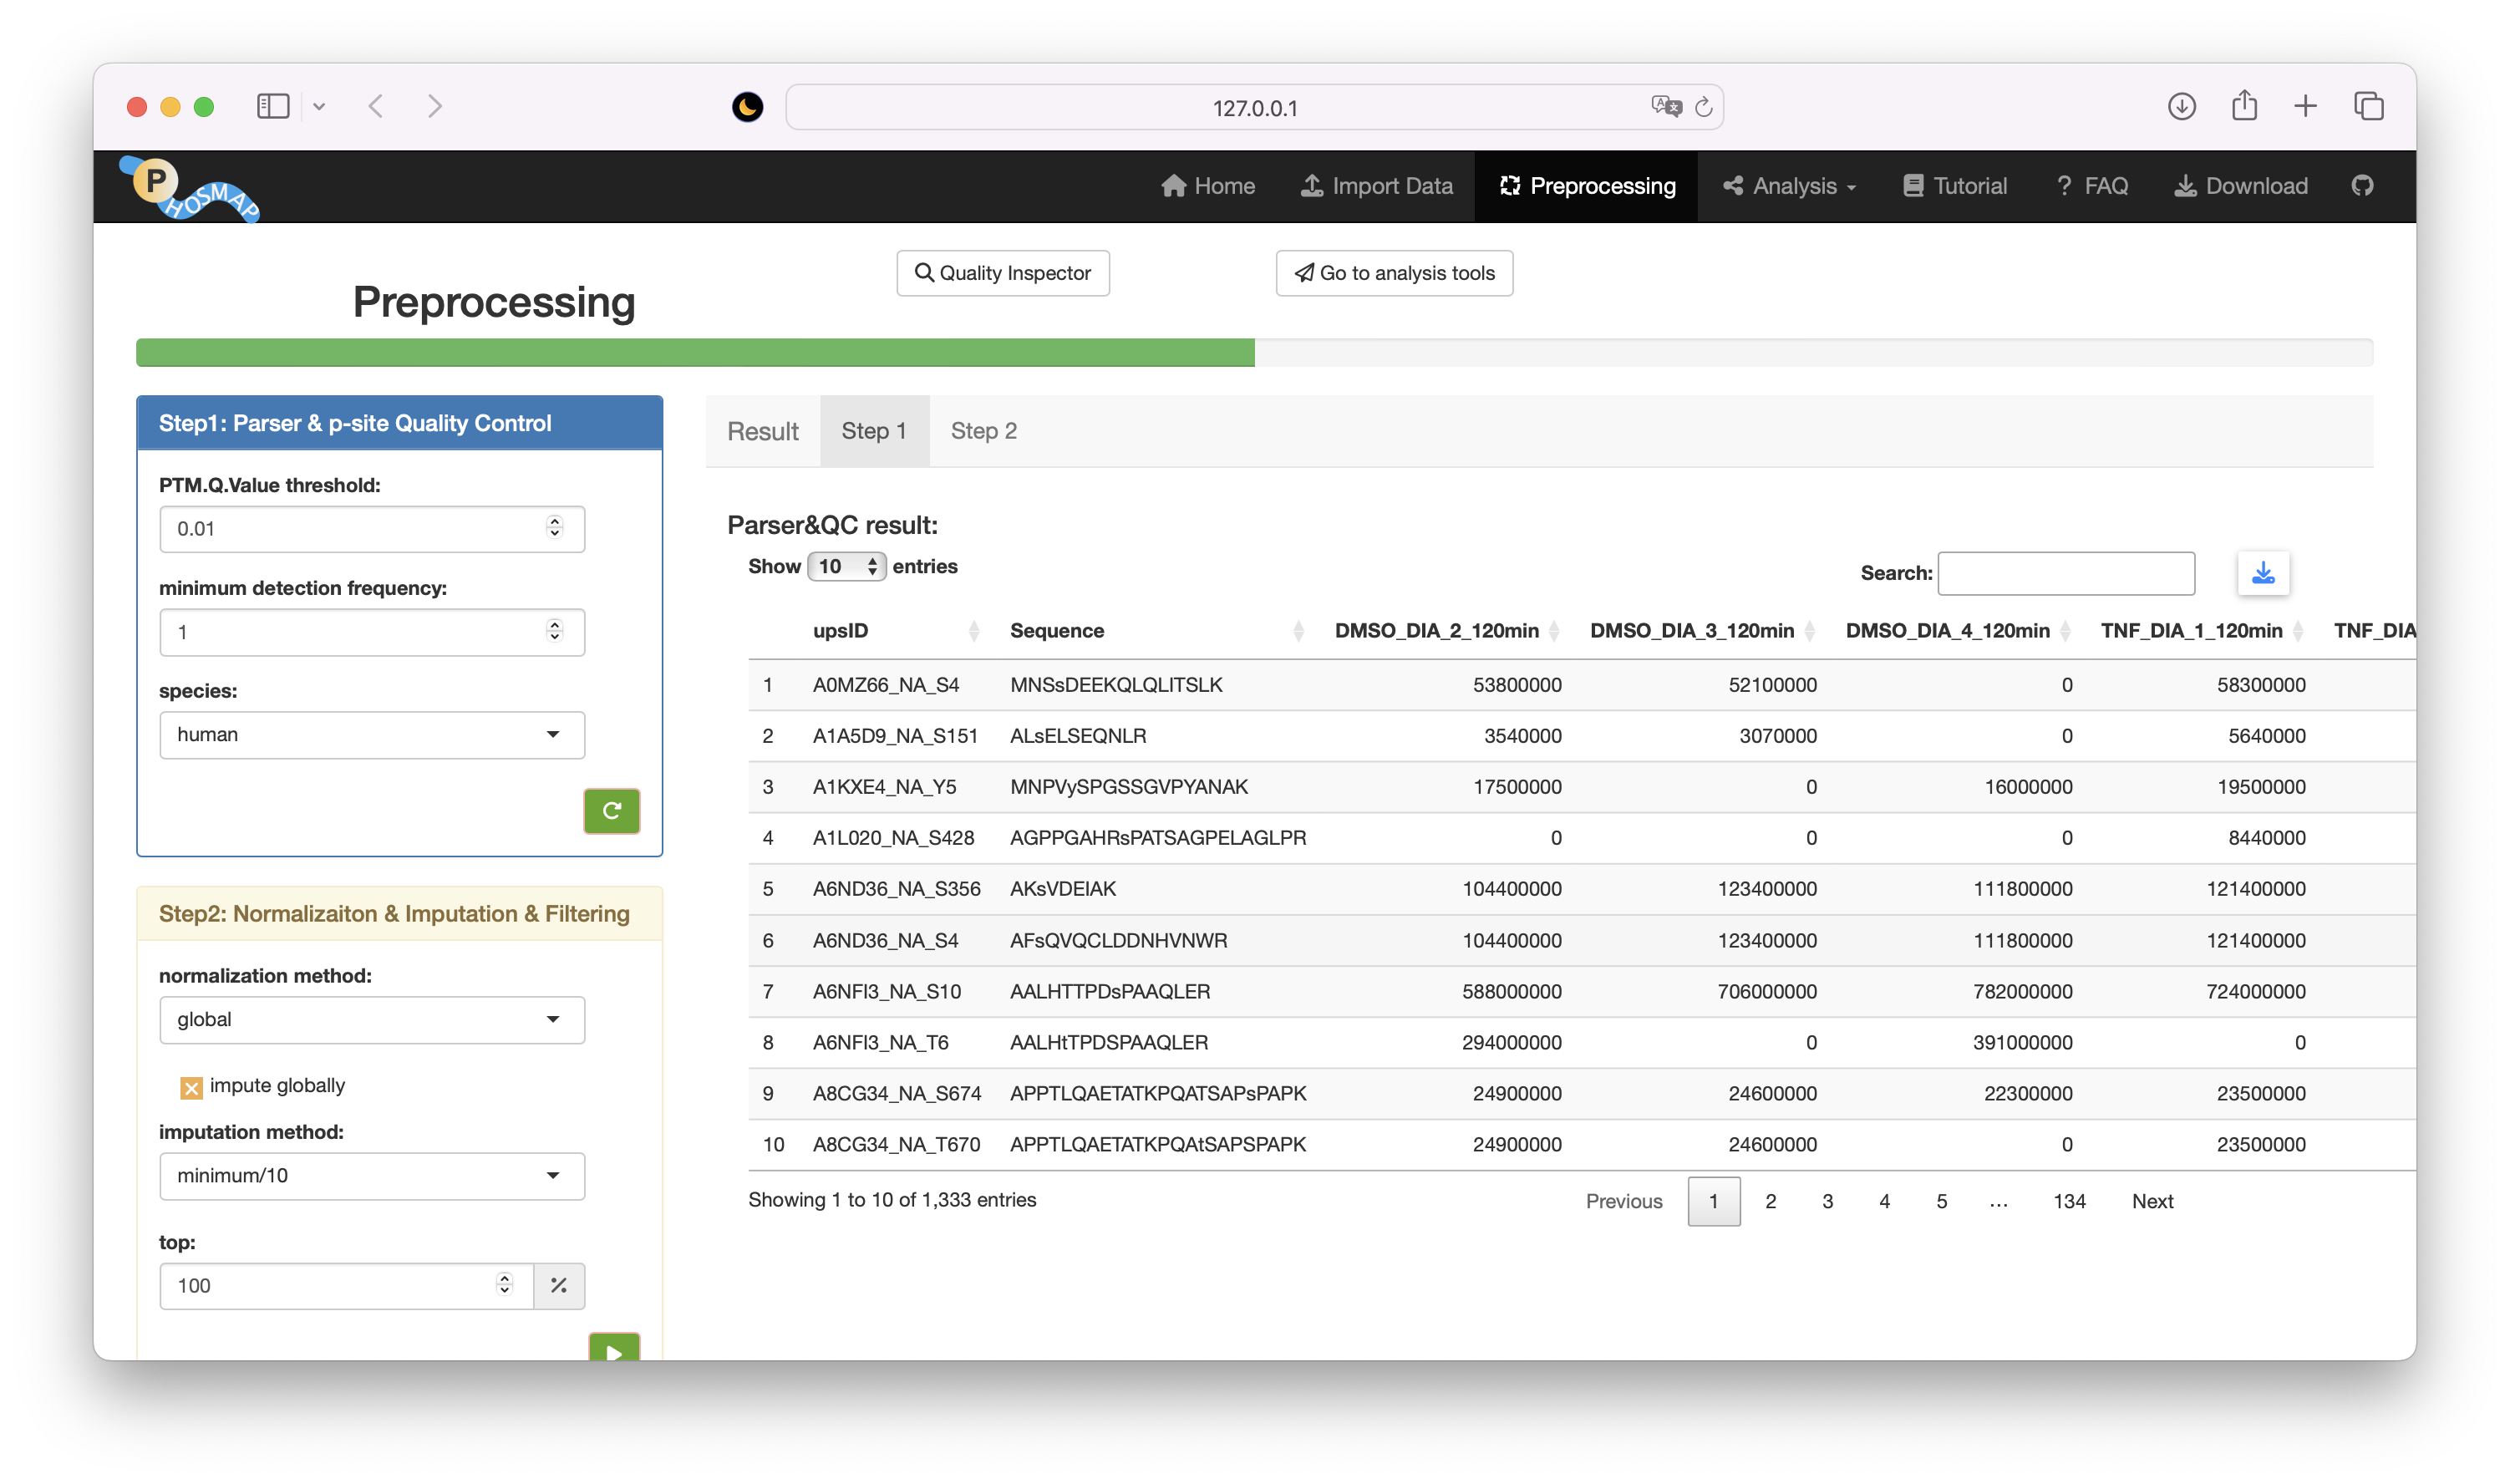 127.0.0.1
PHOSMAP
Home Import Data Preprocessing Analysis Tutorial ? FAQ Download
Quality Inspector Go to analysis tools
Preprocessing
Step1: Parser & p-site Quality Control
PTM.Q.Value threshold:
0.01
minimum detection frequency:
1
species:
human
Step2: Normalizaiton & Imputation & Filtering
normalization method:
global
impute globally
imputation method:
minimum/10
top:
100 %
Result Step 1 Step 2
Parser&QC result:
Show 10 entries
Search:
upsID Sequence DMSO_DIA_2_120min DMSO_DIA_3_120min DMSO_DIA_4_120min TNF_DIA_1_120min TNF_DIA
1 A0MZ66_NA_S4 MNSsDEEKQLQLITSLK 53800000 52100000 0 58300000
2 A1A5D9_NA_S151 ALsELSEQNLR 3540000 3070000 0 5640000
3 A1KXE4_NA_Y5 MNPVySPGSSGVPYANAK 17500000 0 16000000 19500000
4 A1L020_NA_S428 AGPPGAHRsPATSAGPELAGLPR 0 0 0 8440000
5 A6ND36_NA_S356 AKsVDEIAK 104400000 123400000 111800000 121400000
6 A6ND36_NA_S4 AFsQVQCLDDNHVNWR 104400000 123400000 111800000 121400000
7 A6NFI3_NA_S10 AALHTTPDsPAAQLER 588000000 706000000 782000000 724000000
8 A6NFI3_NA_T6 AALHtTPDSPAAQLER 294000000 0 391000000 0
9 A8CG34_NA_S674 APPTLQAETATKPQATSAPsPAPK 24900000 24600000 22300000 23500000
10 A8CG34_NA_T670 APPTLQAETATKPQAtSAPSPAPK 24900000 24600000 0 23500000
Showing 1 to 10 of 1,333 entries
Previous 1 2 3 4 5 … 134 Next